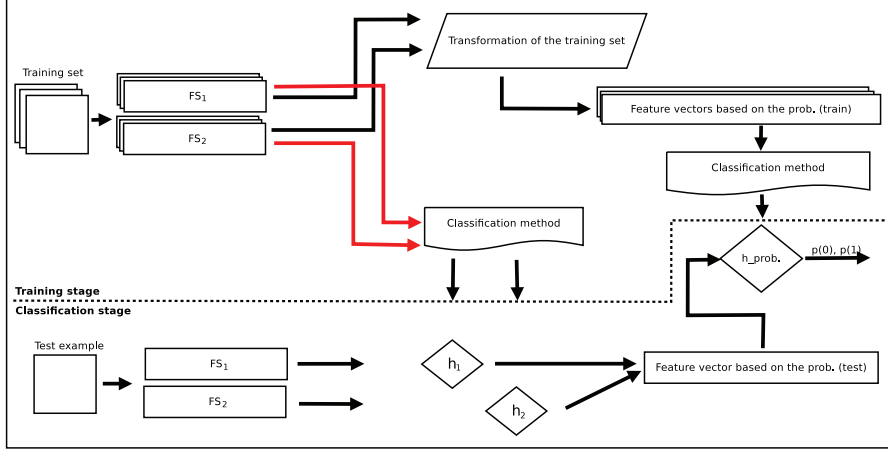 Transformation of the training set
Training set
FS1
FS2
Feature vectors based on the prob. (train)
Classification method
Classification method
h_prob.
p(0), p(1)
Training stage
Classification stage
Test example
FS1
FS2
h1
h2
Feature vector based on the prob. (test)